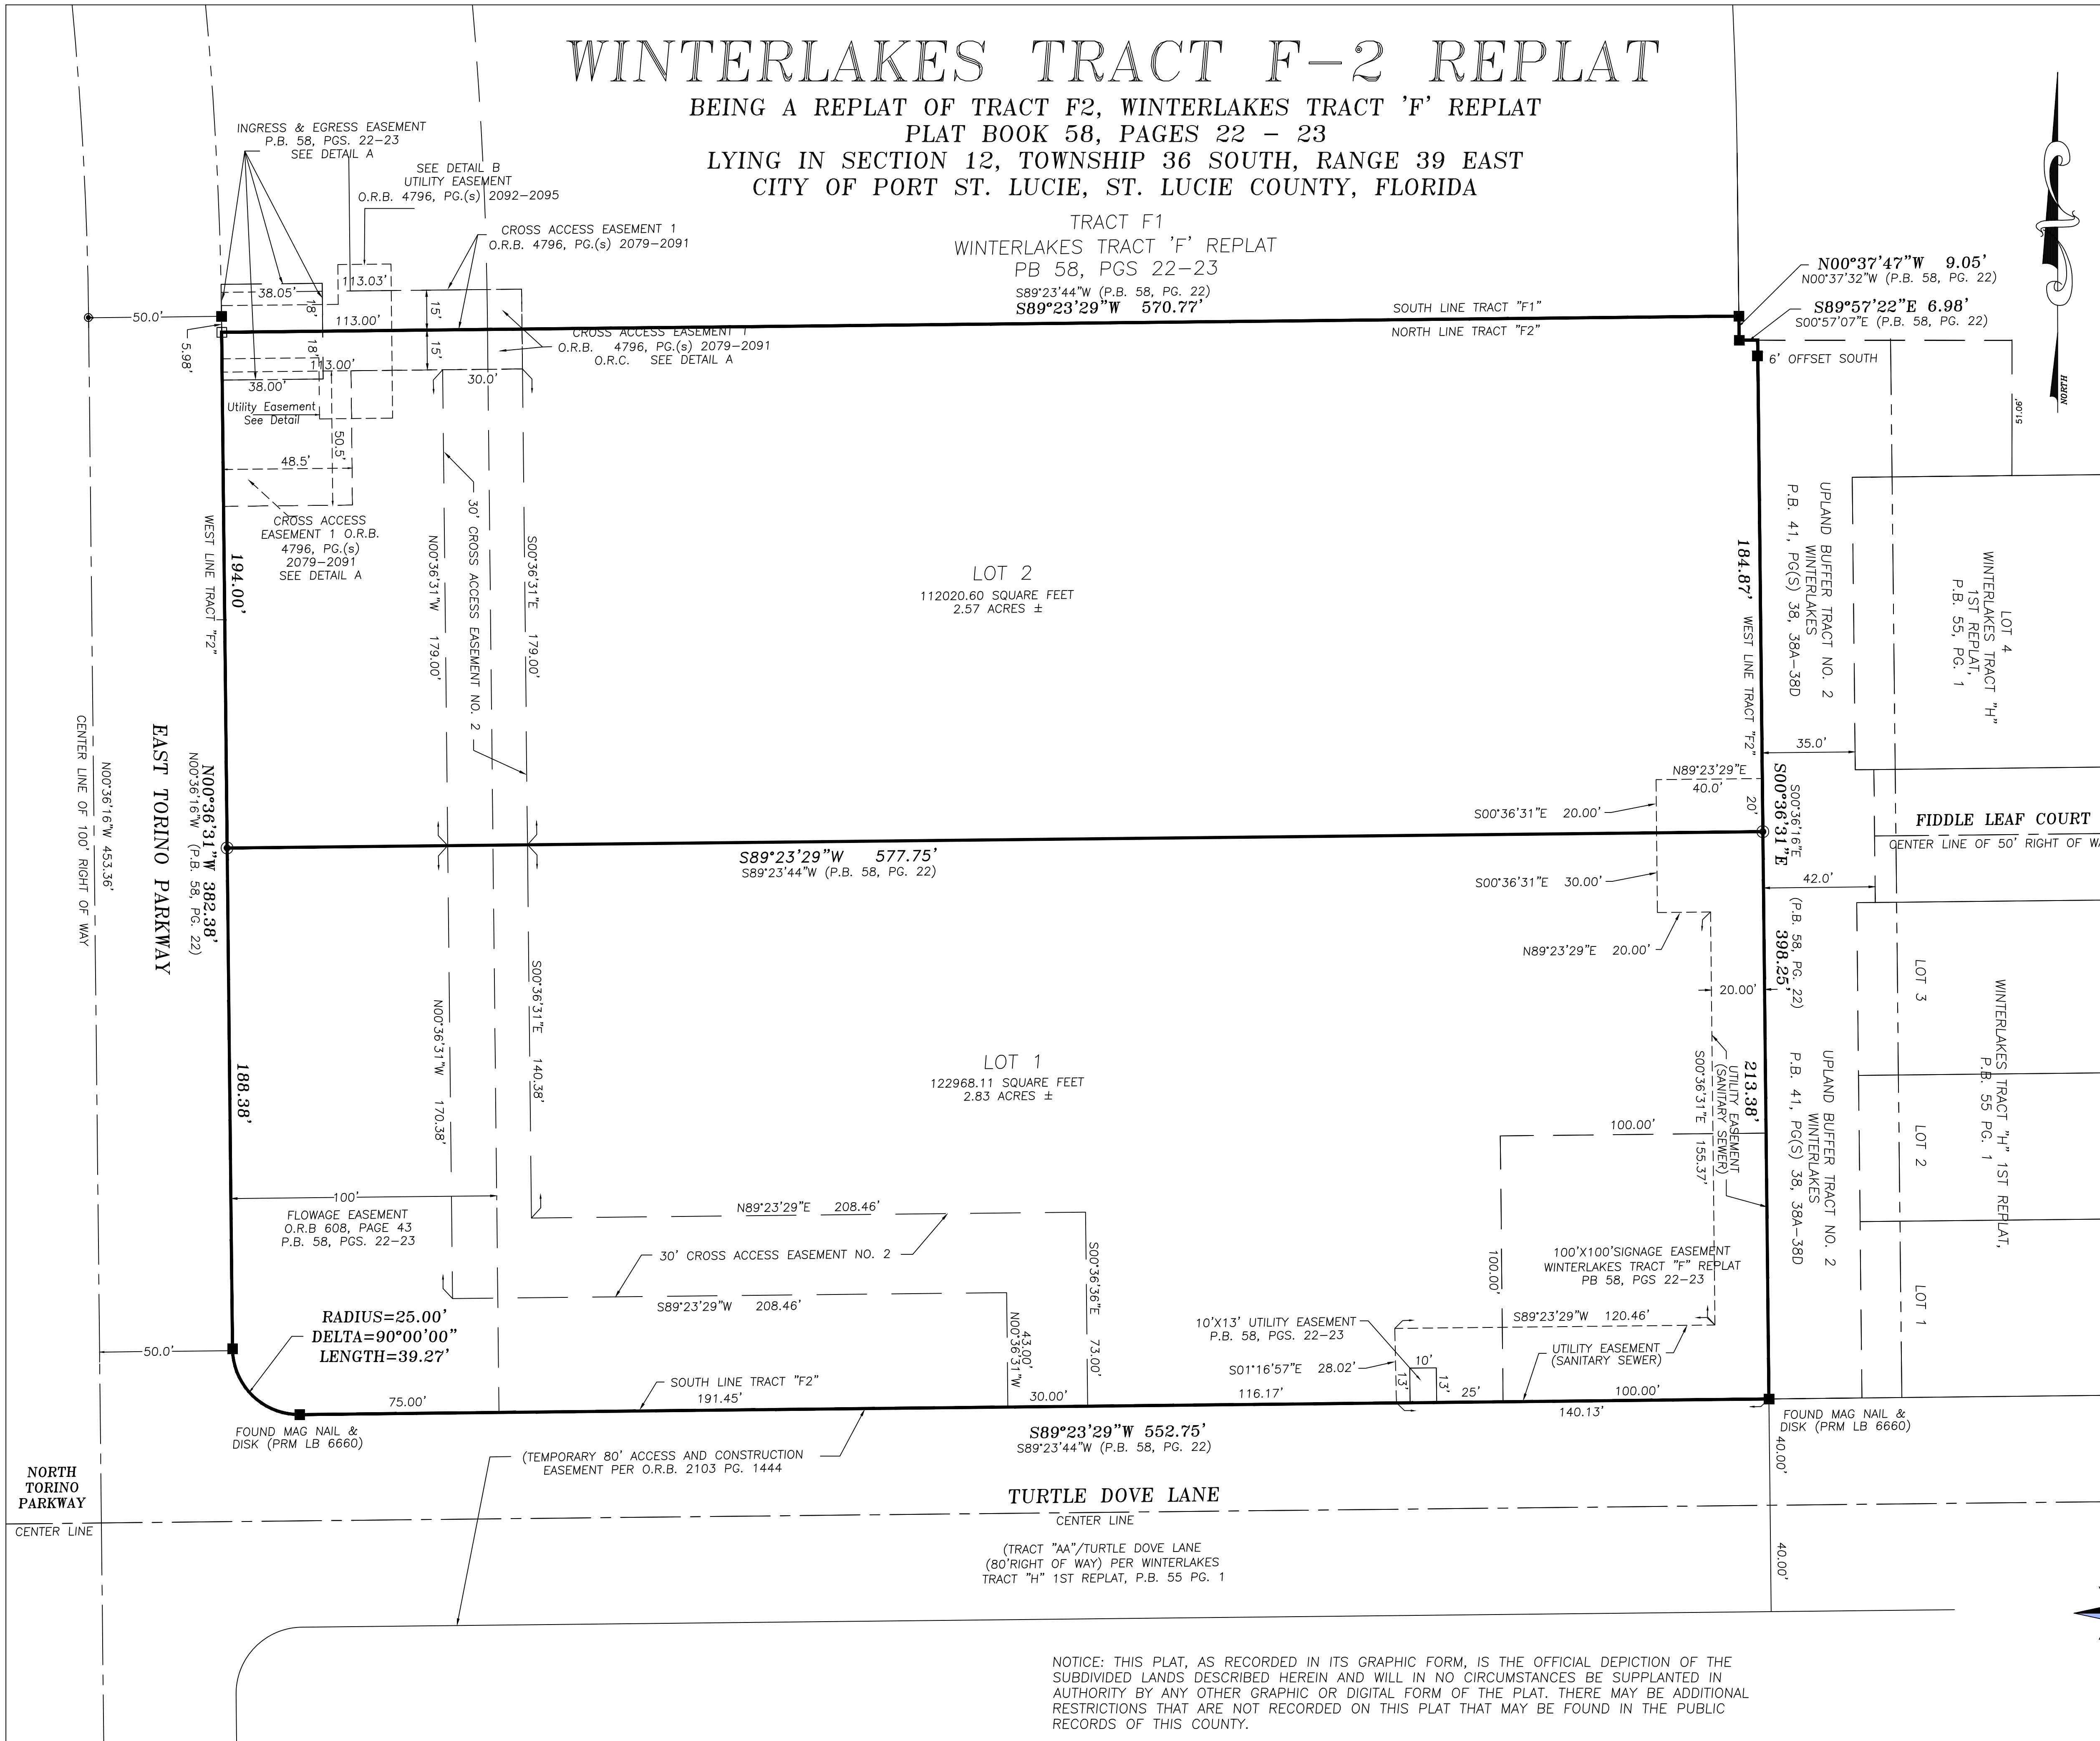 WINTERLAKES TRACT F-2 REPLAT
BEING A REPLAT OF TRACT F2, WINTERLAKES TRACT 'F' REPLAT
PLAT BOOK 58, PAGES 22 - 23
LYING IN SECTION 12, TOWNSHIP 36 SOUTH, RANGE 39 EAST
CITY OF PORT ST. LUCIE, ST. LUCIE COUNTY, FLORIDA
TRACT F1
WINTERLAKES TRACT 'F' REPLAT
PB 58, PGS 22-23
S89°23'44"W (P.B. 58, PG. 22)
S89°23'29"W 570.77'
SOUTH LINE TRACT "F1"
NORTH LINE TRACT "F2"
INGRESS & EGRESS EASEMENT
P.B. 58, PGS. 22-23
SEE DETAIL A
SEE DETAIL B
UTILITY EASEMENT
O.R.B. 4796, PG.(s) 2092-2095
CROSS ACCESS EASEMENT 1
O.R.B. 4796, PG.(s) 2079-2091
N00°37'47"W 9.05'
N00°37'32"W (P.B. 58, PG. 22)
S89°57'22"E 6.98'
S00°57'07"E (P.B. 58, PG. 22)
6' OFFSET SOUTH
51.06'
NORTH
113.03'
38.05'
18'
15'
50.0'
113.00'
5.98'
18'
15'
113.00'
38.00'
30.0'
CROSS ACCESS EASEMENT 1
O.R.B. 4796, PG.(s) 2079-2091
O.R.C. SEE DETAIL A
Utility Easement
See Detail
50.5'
48.5'
CROSS ACCESS
EASEMENT 1 O.R.B.
4796, PG.(s)
2079-2091
SEE DETAIL A
WEST LINE TRACT "F2"
194.00'
N00°36'31"W 179.00'
30' CROSS ACCESS EASEMENT NO. 2
S00°36'31"E 179.00'
LOT 2
112020.60 SQUARE FEET
2.57 ACRES ±
184.87'
WEST LINE TRACT "F2"
UPLAND BUFFER TRACT NO. 2
WINTERLAKES
P.B. 41, PG(S) 38, 38A-38D
LOT 4
WINTERLAKES TRACT "H"
1ST REPLAT,
P.B. 55, PG. 1
35.0'
N89°23'29"E
40.0'
20'
S00°36'31"E 20.00'
S00°36'16"E
S00°36'31"E
FIDDLE LEAF COURT
CENTER LINE OF 50' RIGHT OF WA
42.0'
(P.B. 58, PG. 22)
398.25'
CENTER LINE OF 100' RIGHT OF WAY
N00°36'16"W 453.36'
EAST TORINO PARKWAY
N00°36'16"W (P.B. 58, PG. 22)
N00°36'31"W 382.38'
S89°23'29"W 577.75'
S89°23'44"W (P.B. 58, PG. 22)
S00°36'31"E 30.00'
N89°23'29"E 20.00'
20.00'
LOT 3
188.38'
N00°36'31"W 170.38'
S00°36'31"E 140.38'
LOT 1
122968.11 SQUARE FEET
2.83 ACRES ±
100.00'
S00°36'31"E 155.37'
UTILITY EASEMENT
(SANITARY SEWER)
213.38'
UPLAND BUFFER TRACT NO. 2
WINTERLAKES
P.B. 41, PG(S) 38, 38A-38D
LOT 2
WINTERLAKES TRACT "H" 1ST REPLAT,
P.B. 55 PG. 1
LOT 1
100'
FLOWAGE EASEMENT
O.R.B 608, PAGE 43
P.B. 58, PGS. 22-23
N89°23'29"E 208.46'
30' CROSS ACCESS EASEMENT NO. 2
S89°23'29"W 208.46'
S00°36'36"E 73.00'
N00°36'31"W
43.00'
100.00'
100'X100'SIGNAGE EASEMENT
WINTERLAKES TRACT "F" REPLAT
PB 58, PGS 22-23
S89°23'29"W 120.46'
10'X13' UTILITY EASEMENT
P.B. 58, PGS. 22-23
S01°16'57"E 28.02'
10'
13'
13'
UTILITY EASEMENT
(SANITARY SEWER)
RADIUS=25.00'
DELTA=90°00'00"
LENGTH=39.27'
50.0'
75.00'
SOUTH LINE TRACT "F2"
191.45'
30.00'
116.17'
25'
100.00'
140.13'
S89°23'29"W 552.75'
S89°23'44"W (P.B. 58, PG. 22)
FOUND MAG NAIL &
DISK (PRM LB 6660)
FOUND MAG NAIL &
DISK (PRM LB 6660)
40.00'
(TEMPORARY 80' ACCESS AND CONSTRUCTION
EASEMENT PER O.R.B. 2103 PG. 1444
NORTH
TORINO
PARKWAY
CENTER LINE
TURTLE DOVE LANE
CENTER LINE
(TRACT "AA"/TURTLE DOVE LANE
(80'RIGHT OF WAY) PER WINTERLAKES
TRACT "H" 1ST REPLAT, P.B. 55 PG. 1
40.00'
NOTICE: THIS PLAT, AS RECORDED IN ITS GRAPHIC FORM, IS THE OFFICIAL DEPICTION OF THE
SUBDIVIDED LANDS DESCRIBED HEREIN AND WILL IN NO CIRCUMSTANCES BE SUPPLANTED IN
AUTHORITY BY ANY OTHER GRAPHIC OR DIGITAL FORM OF THE PLAT. THERE MAY BE ADDITIONAL
RESTRICTIONS THAT ARE NOT RECORDED ON THIS PLAT THAT MAY BE FOUND IN THE PUBLIC
RECORDS OF THIS COUNTY.